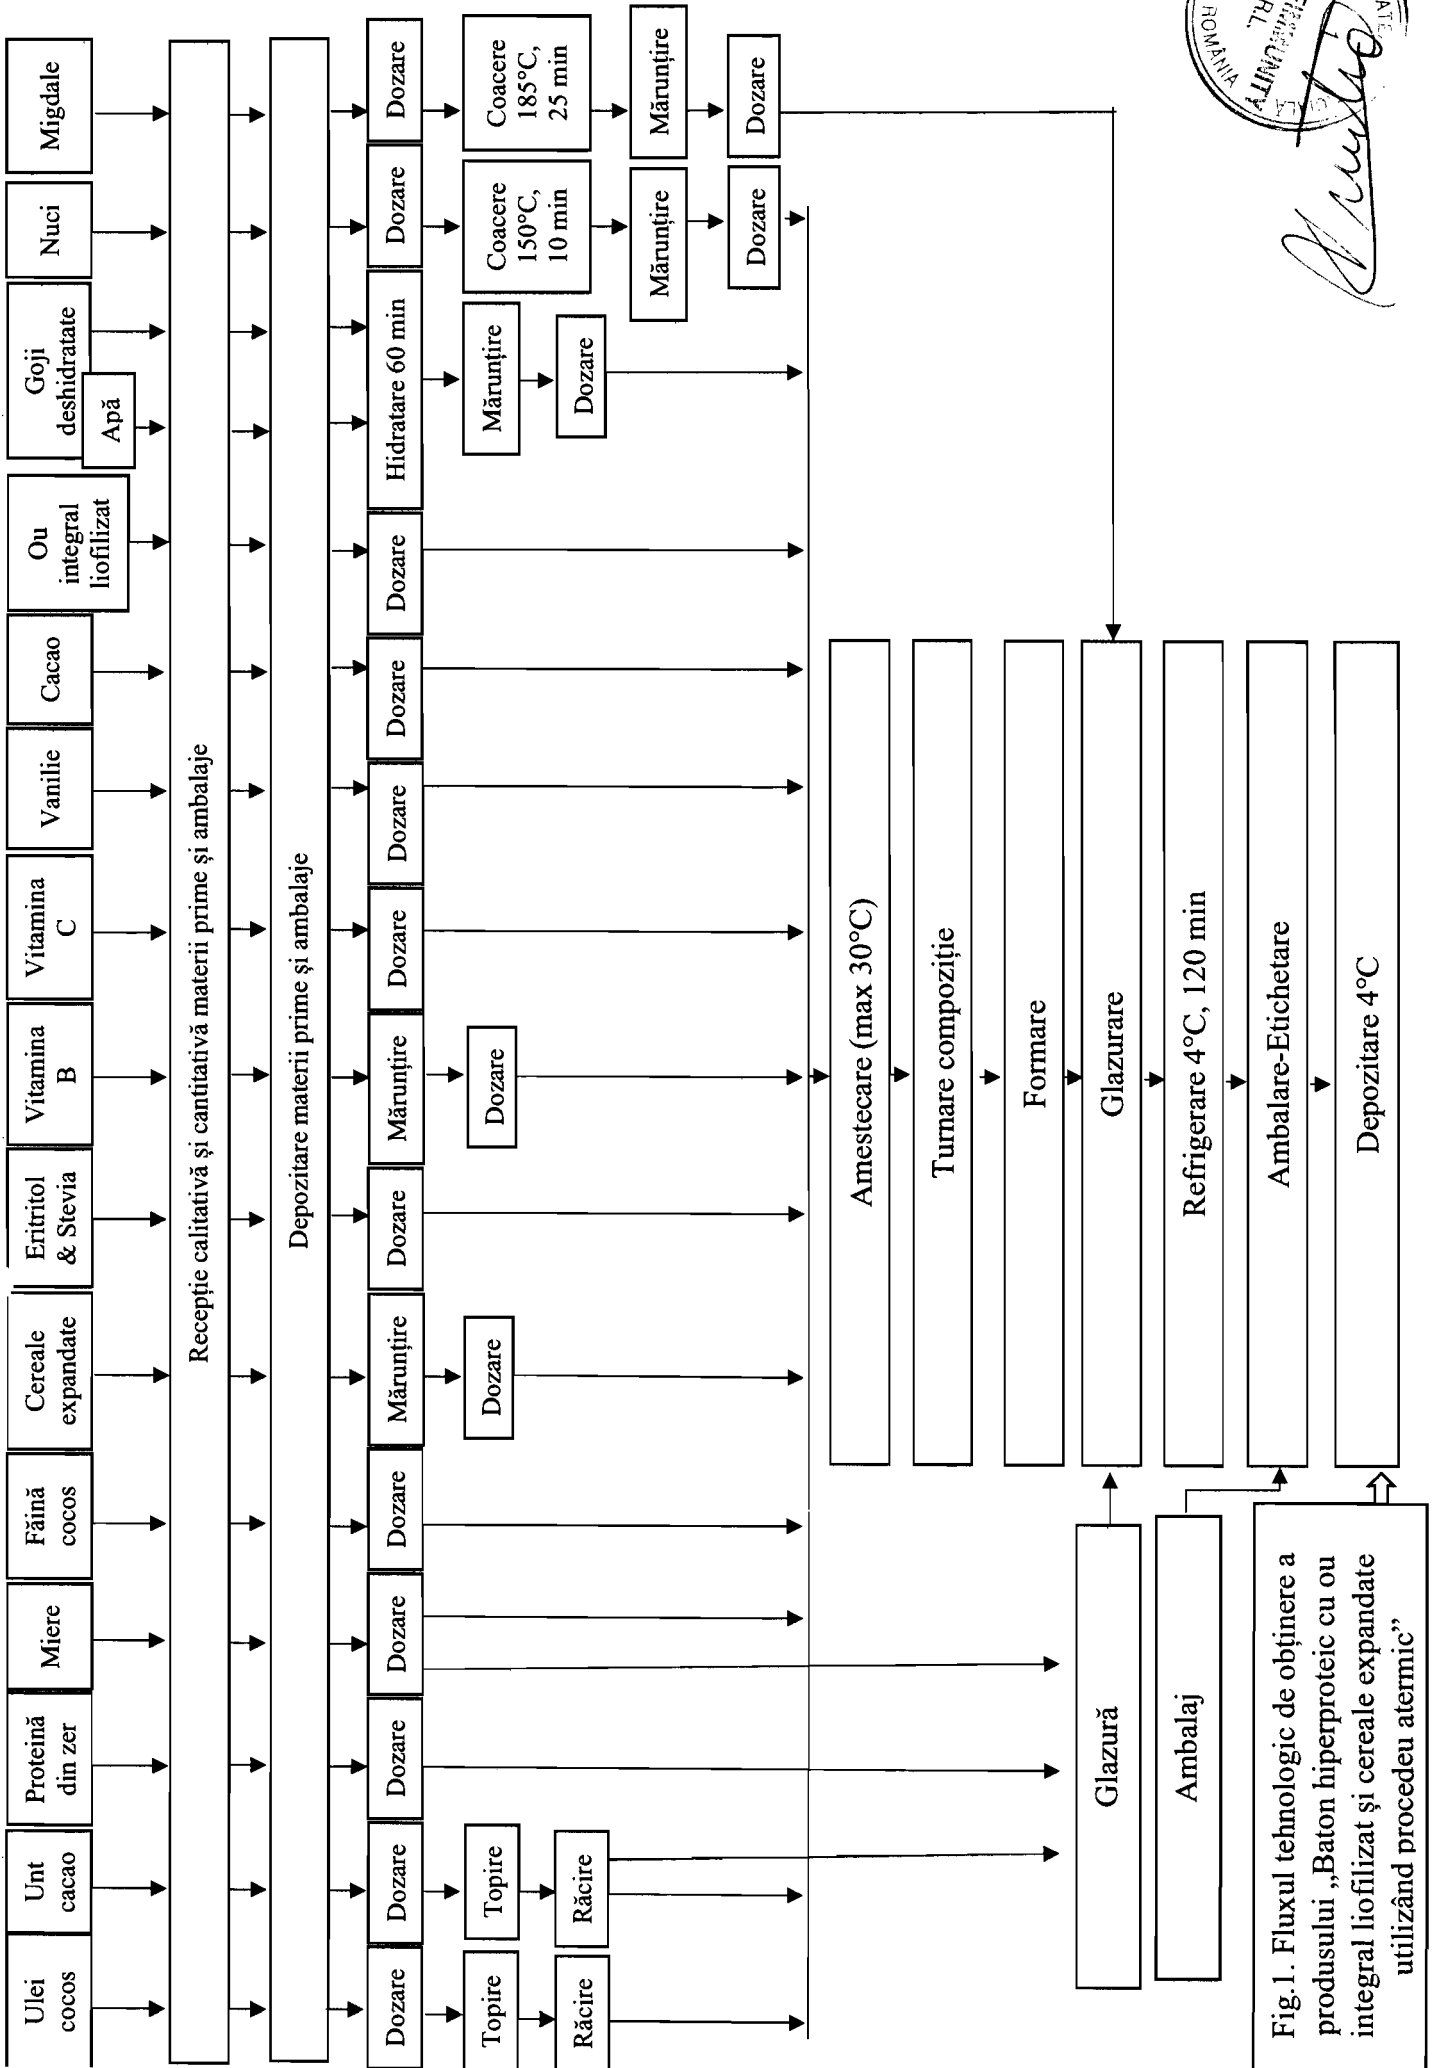 Ulei
cocos
Unt
cacao
Proteină
din zer
Miere
Făină
cocos
Cereale
expandate
Eritritol
& Stevia
Vitamina
B
Vitamina
C
Vanilie
Cacao
Ou
integral
liofilizat
Goji
deshidratate
Apă
Nuci
Migdale
Recepție calitativă și cantitativă materii prime și ambalaje
Depozitare materii prime și ambalaje
Dozare
Dozare
Dozare
Dozare
Dozare
Mărunțire
Dozare
Mărunțire
Dozare
Dozare
Dozare
Dozare
Hidratare 60 min
Dozare
Dozare
Topire
Topire
Dozare
Dozare
Mărunțire
Coacere
150°C,
10 min
Coacere
185°C,
25 min
Răcire
Răcire
Dozare
Mărunțire
Mărunțire
Dozare
Dozare
Amestecare (max 30°C)
Turnare compoziție
Formare
Glazură
Glazurare
Ambalaj
Refrigerare 4°C, 120 min
Ambalare-Etichetare
Depozitare 4°C
Fig.1. Fluxul tehnologic de obținere a
produsului „Baton hiperproteic cu ou
integral liofilizat și cereale expandate
utilizând procedeu atermic”
ROMÂNIA